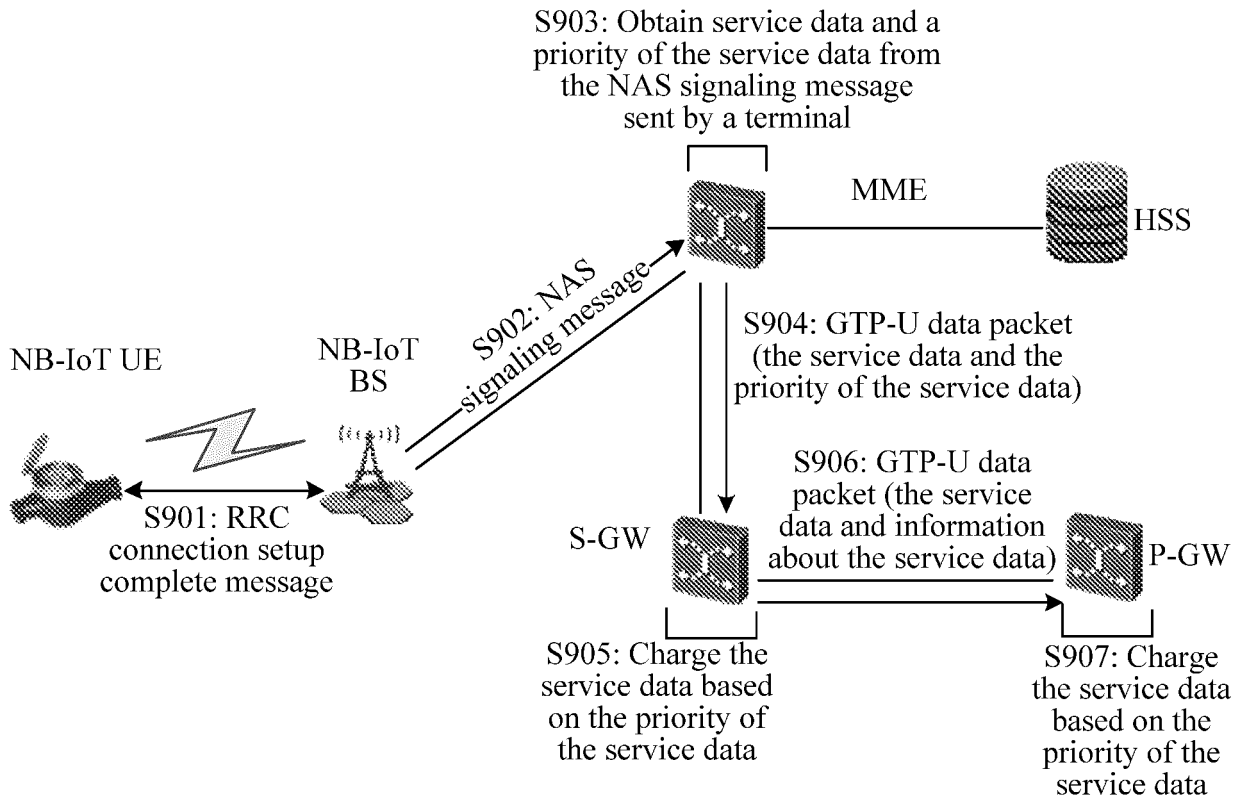 S903: Obtain service data and a
priority of the service data from
the NAS signaling message
sent by a terminal
MME
HSS
S902: NAS
signaling message
NB-IoT UE
NB-IoT
BS
S904: GTP-U data packet
(the service data and the
priority of the service data)
S901: RRC
connection setup
complete message
S906: GTP-U data
packet (the service
data and information
about the service data)
S-GW
P-GW
S905: Charge the
service data based
on the priority of
the service data
S907: Charge
the service data
based on the
priority of the
service data